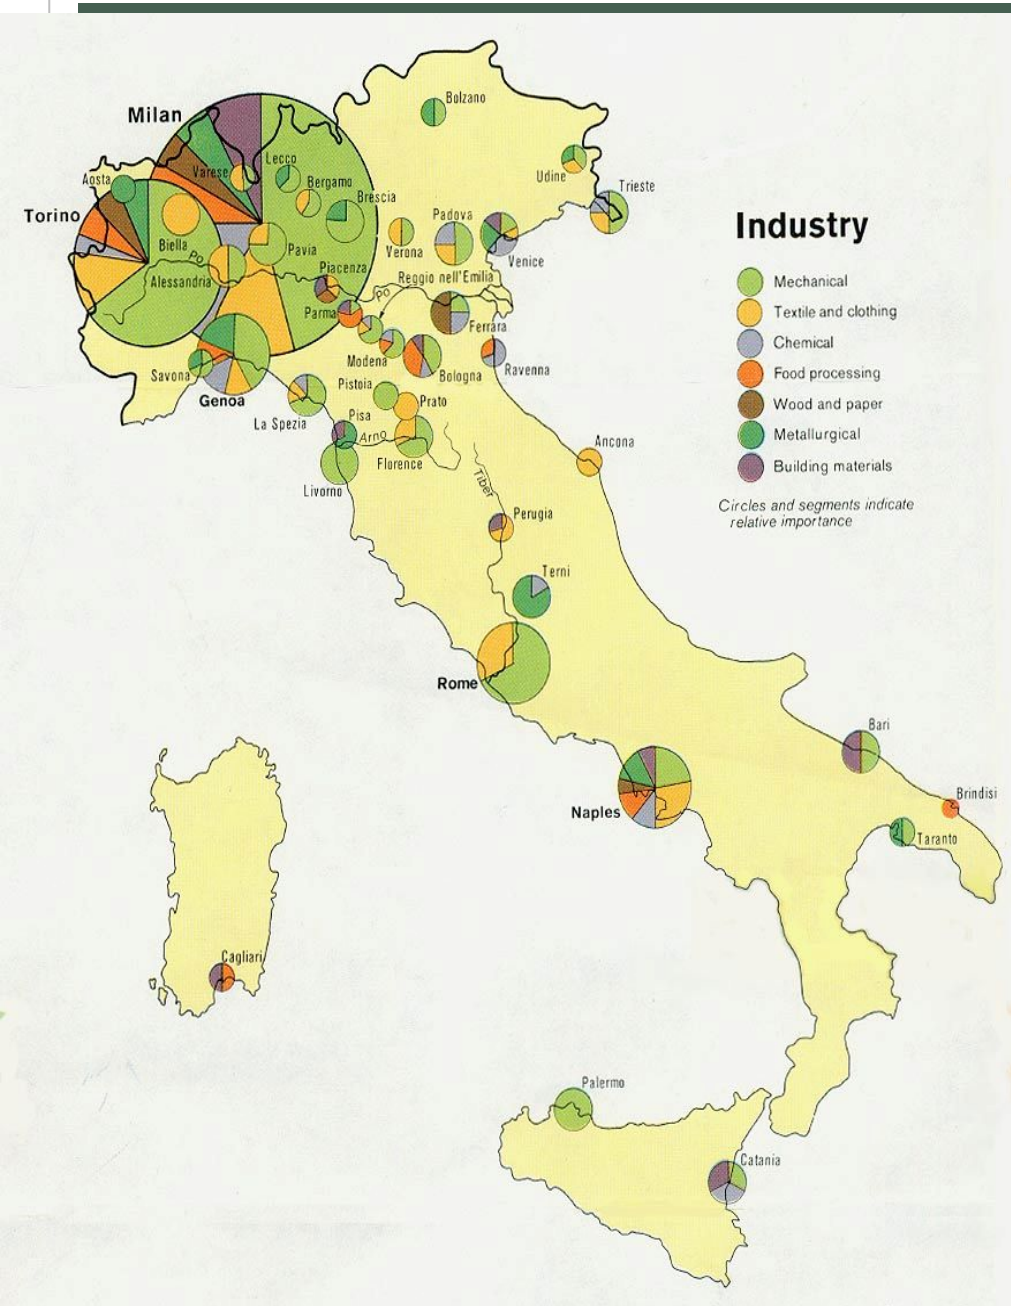 Bolzano
Milan
Udine
Lecco
Varese
Aosta
Bergamo
Trieste
Brescia
Torino
Padova
Biella
Verona
Pavia
Venice
Po
Piacenza
Reggio nell'Emilia
Alessandria
Po
Parma
Ferrara
Modena
Ravenna
Savona
Bologna
Pistoia
Genoa
Prato
Pisa
La Spezia
Arno
Florence
Ancona
Livorno
Tiber
Perugia
Terni
Rome
Bari
Brindisi
Naples
Taranto
Cagliari
Palermo
Catania
Industry
Mechanical
Textile and clothing
Chemical
Food processing
Wood and paper
Metallurgical
Building materials
Circles and segments indicate
relative importance